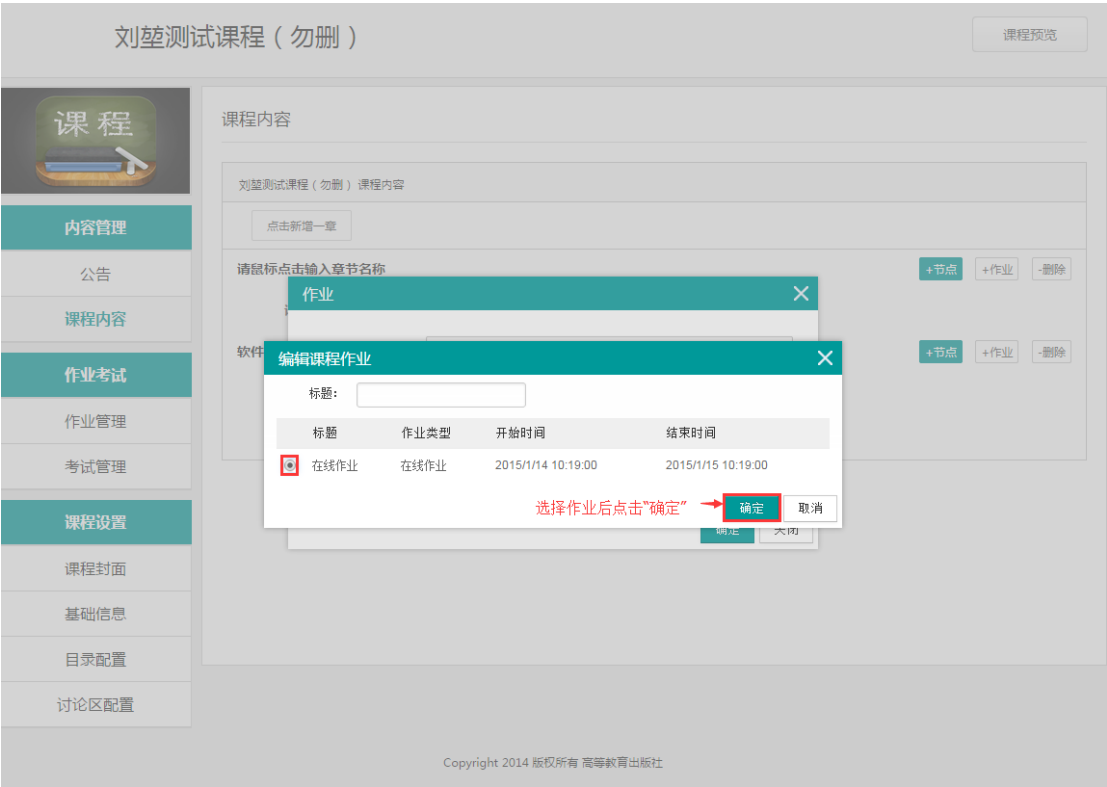 刘堃测试课程（勿删）
课程预览
课程
内容管理
公告
课程内容
作业考试
作业管理
考试管理
课程设置
课程封面
基础信息
目录配置
讨论区配置
课程内容
刘堃测试课程（勿删）课程内容
点击新增一章
请鼠标点击输入章节名称
+节点 +作业 -删除
作业
软件
+节点 +作业 -删除
编辑课程作业
标题:
标题 作业类型 开始时间 结束时间
在线作业 在线作业 2015/1/14 10:19:00 2015/1/15 10:19:00
选择作业后点击“确定” 确定 取消
确定 关闭
Copyright 2014 版权所有 高等教育出版社